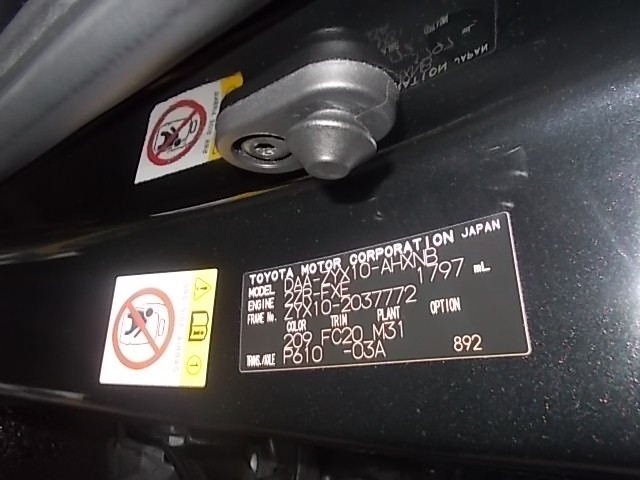 TOYOTA MOTOR CORPORATION JAPAN
MODEL DAA-ZYX10-AHXNB
ENGINE 2ZR-FXE 1797 mL
FRAME No. ZYX10-2037772
COLOR TRIM PLANT OPTION
209 FC20 M31
TRANS./AXLE P610 -03A 892